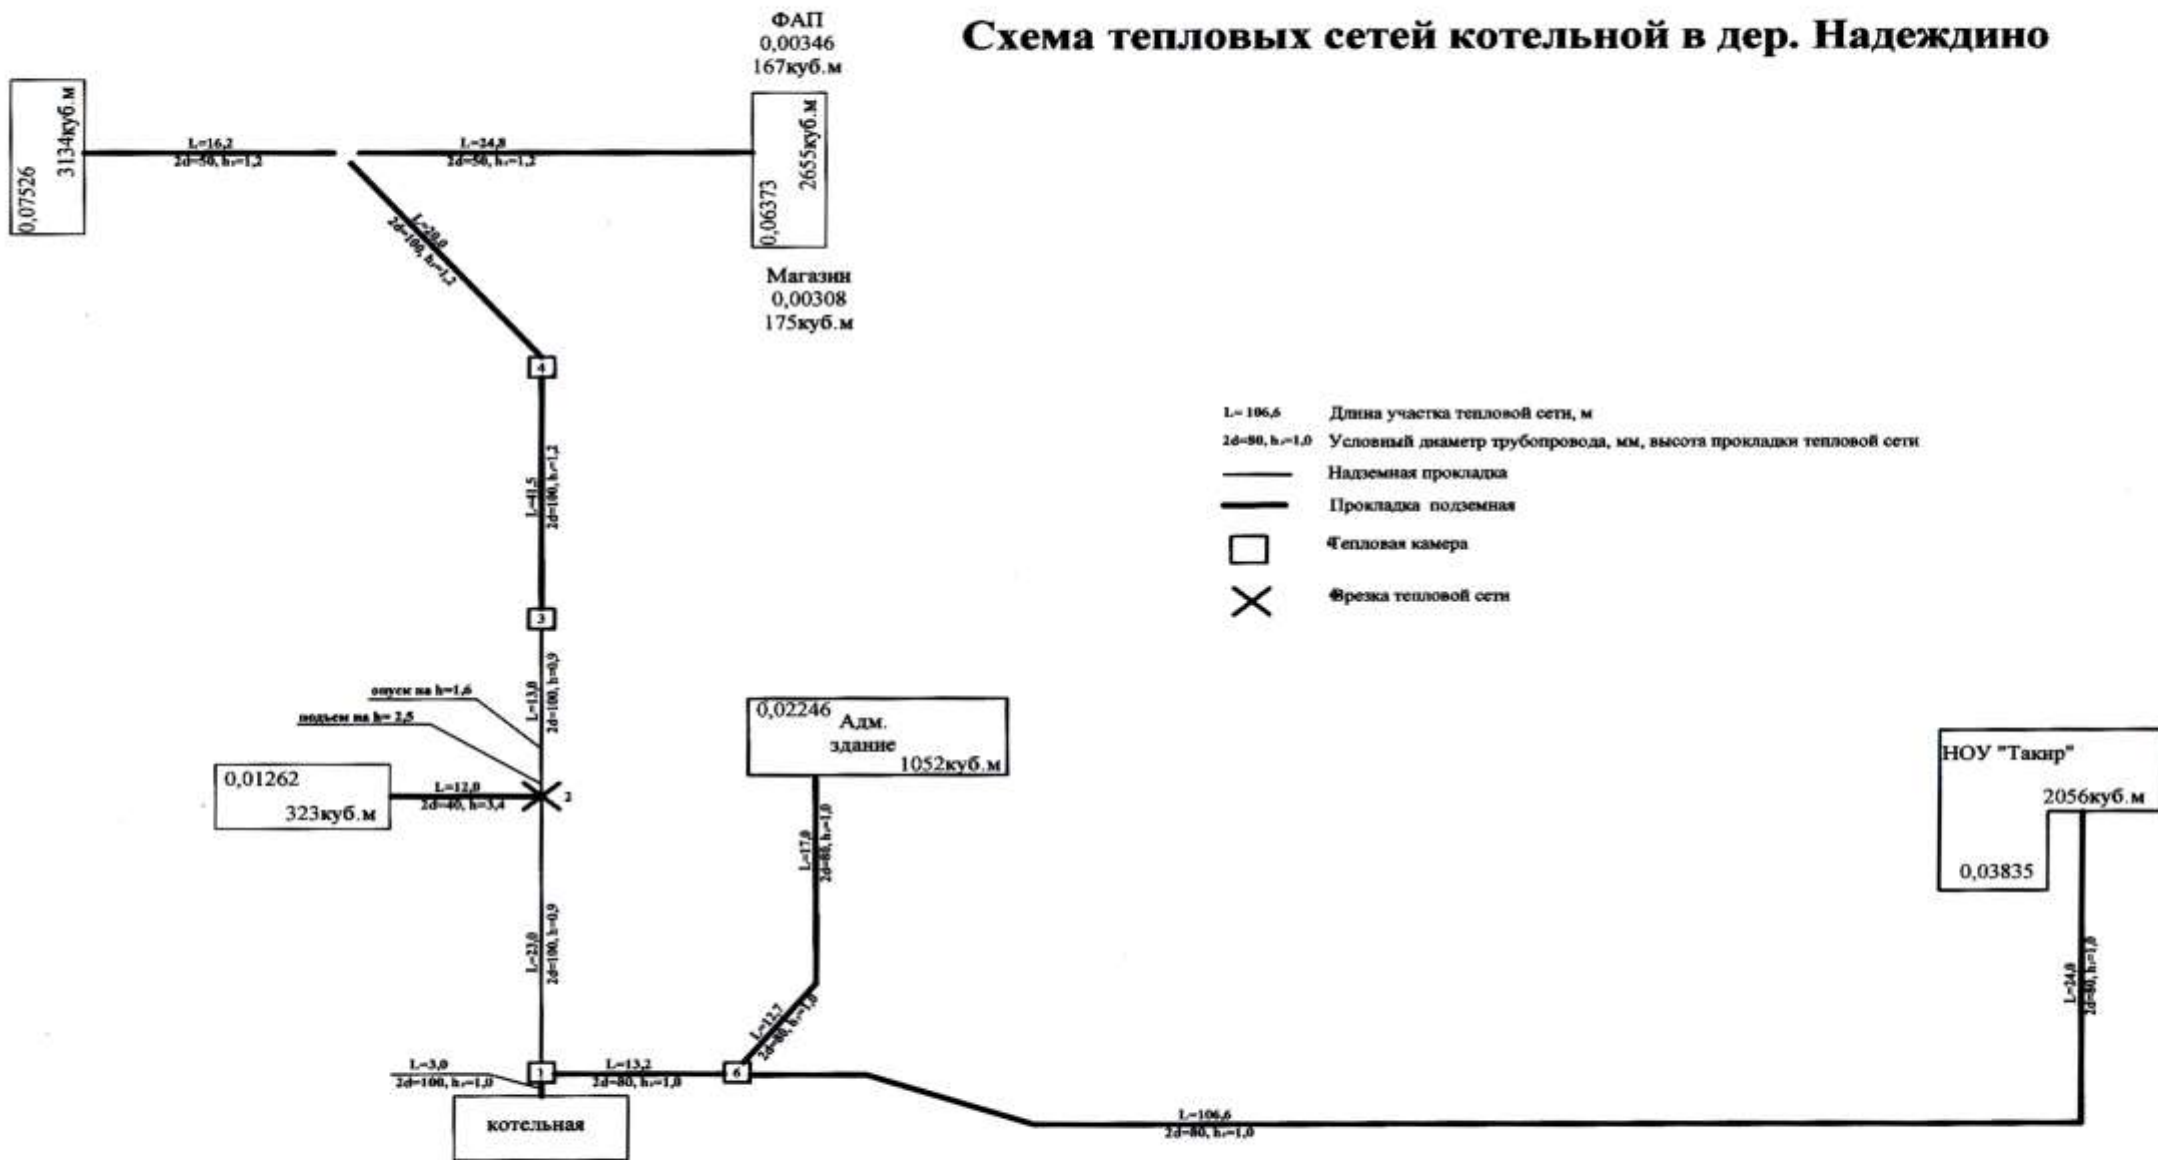 Схема тепловых сетей котельной в дер. Надеждино
ФАП
0,00346
167куб.м
0,07526
3134куб.м
L=16,2
2d=50, h=1,2
L=24,8
2d=50, h=1,2
0,06373
2655куб.м
L=20,0
2d=100, h=1,2
Магазин
0,00308
175куб.м
4
L=41,5
2d=100, h=1,2
3
L= 106,6 Длина участка тепловой сети, м
2d=80, h=1,0 Условный диаметр трубопровода, мм, высота прокладки тепловой сети
Надземная прокладка
Прокладка подземная
Тепловая камера
Врезка тепловой сети
L=13,0
2d=100, h=0,9
опуск на h=1,6
подъем на h= 2,5
0,01262
323куб.м
L=12,0
2d=40, h=3,4
2
0,02246
Адм.
здание
1052куб.м
L=17,0
2d=80, h=1,0
НОУ "Такир"
2056куб.м
0,03835
L=23,0
2d=100, h=0,9
L=12,7
2d=80, h=1,0
L=24,0
2d=80, h=1,0
L=3,0
2d=100, h=1,0
1
L=13,2
2d=80, h=1,0
6
L=106,6
2d=80, h=1,0
котельная